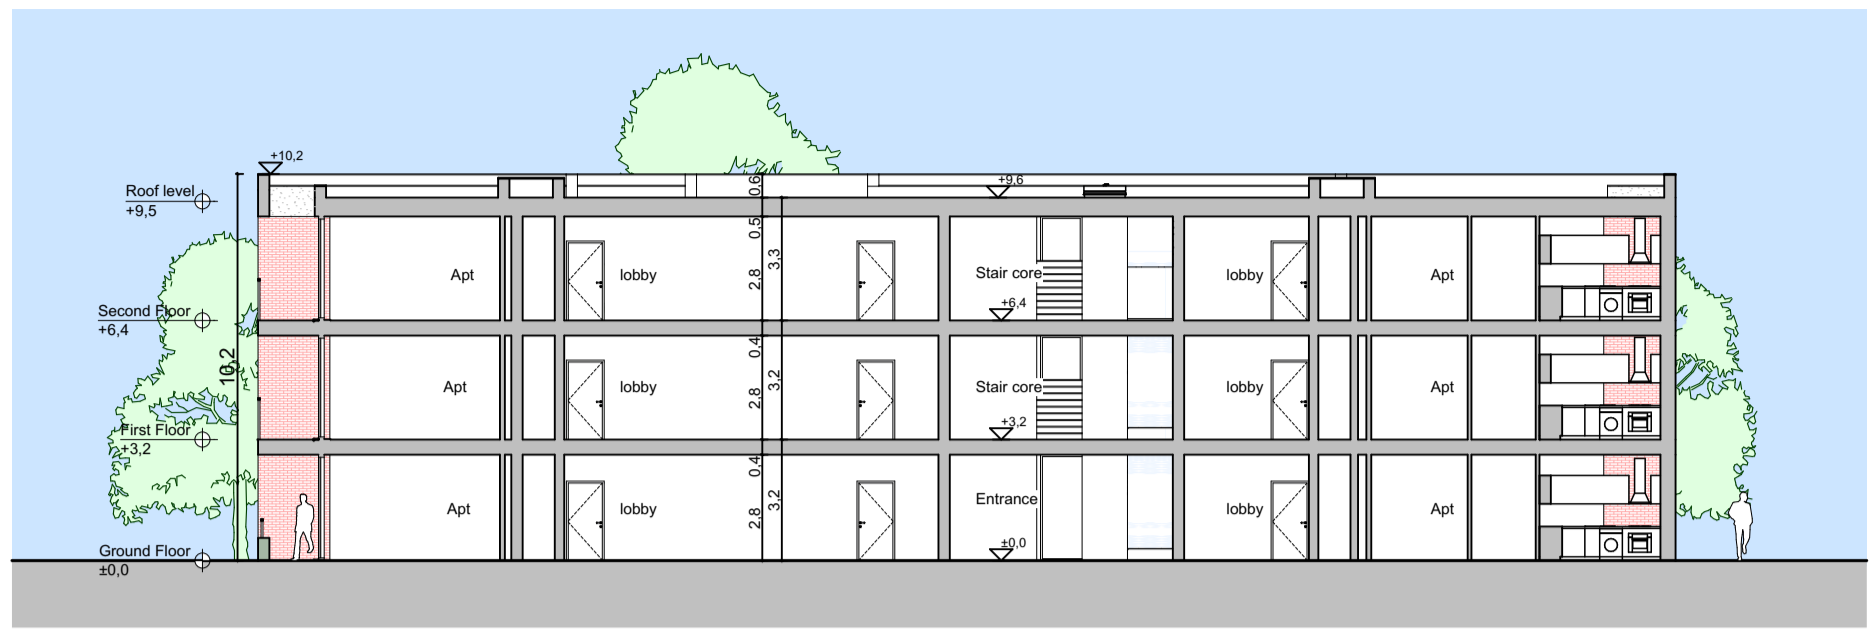 +10,2
Roof level
+9,5
0,6
+9,6
0,5
3,3
2,8
Apt
lobby
Stair core
+6,4
lobby
Apt
Second Floor
+6,4
10,2
0,4
3,2
2,8
Apt
lobby
Stair core
+3,2
lobby
Apt
First Floor
+3,2
0,4
3,2
2,8
Apt
lobby
Entrance
±0,0
lobby
Apt
Ground Floor
±0,0